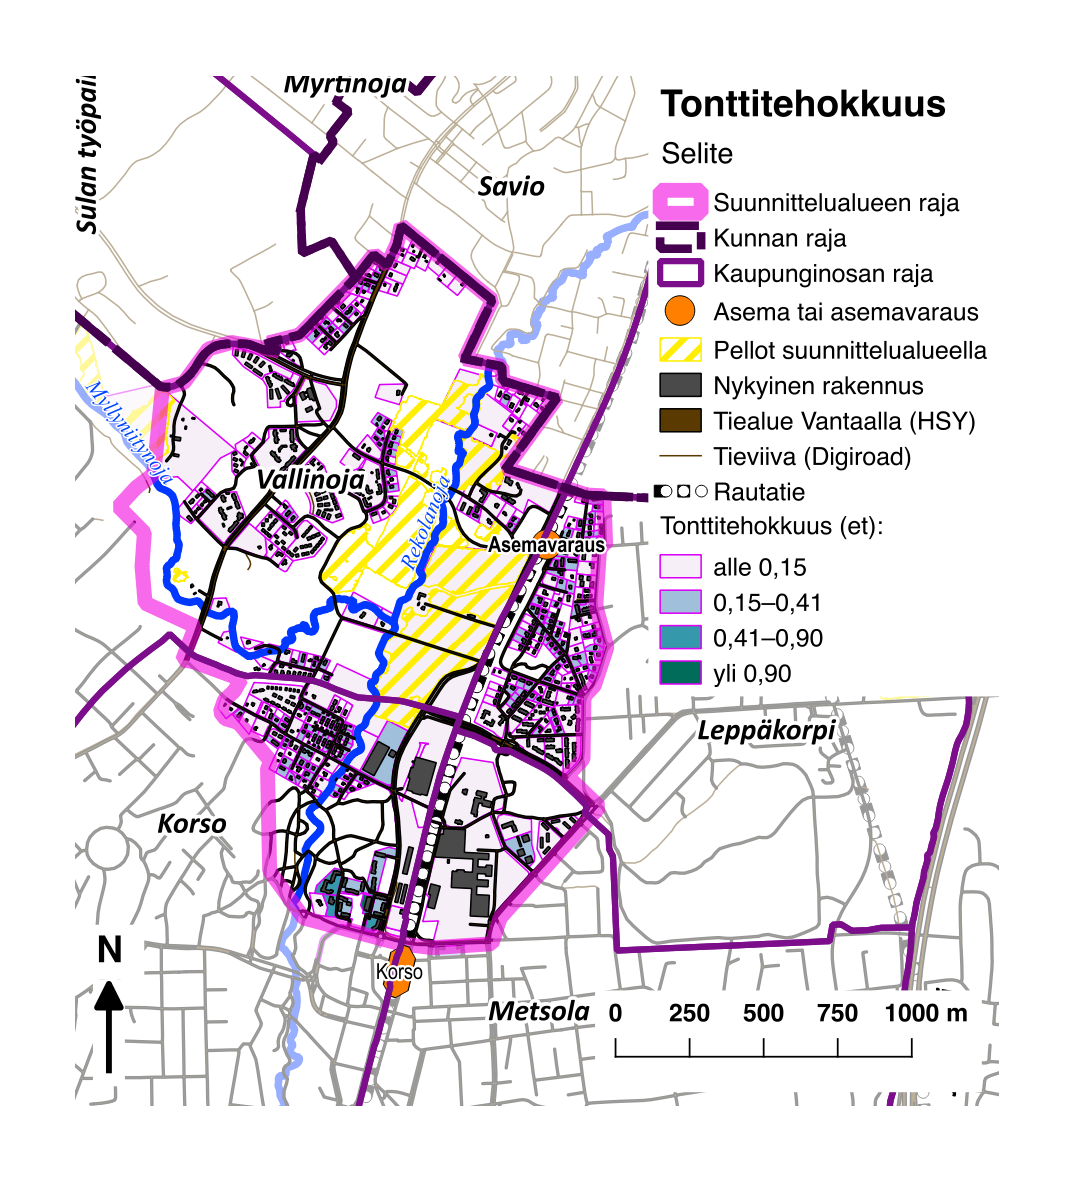 Myrtinoja
Sulan työpai
Savio
Tonttitehokkuus
Selite
Suunnittelualueen raja
Kunnan raja
Kaupunginosan raja
Asema tai asemavaraus
Pellot suunnittelualueella
Nykyinen rakennus
Tiealue Vantaalla (HSY)
Tieviiva (Digiroad)
Rautatie
Tonttitehokkuus (et):
alle 0,15
0,15–0,41
0,41–0,90
yli 0,90
Myllyniitynoja
Vallinoja
Rekolanoja
Asemavaraus
Leppäkorpi
Korso
N
Korso
Metsola
0 250 500 750 1000 m